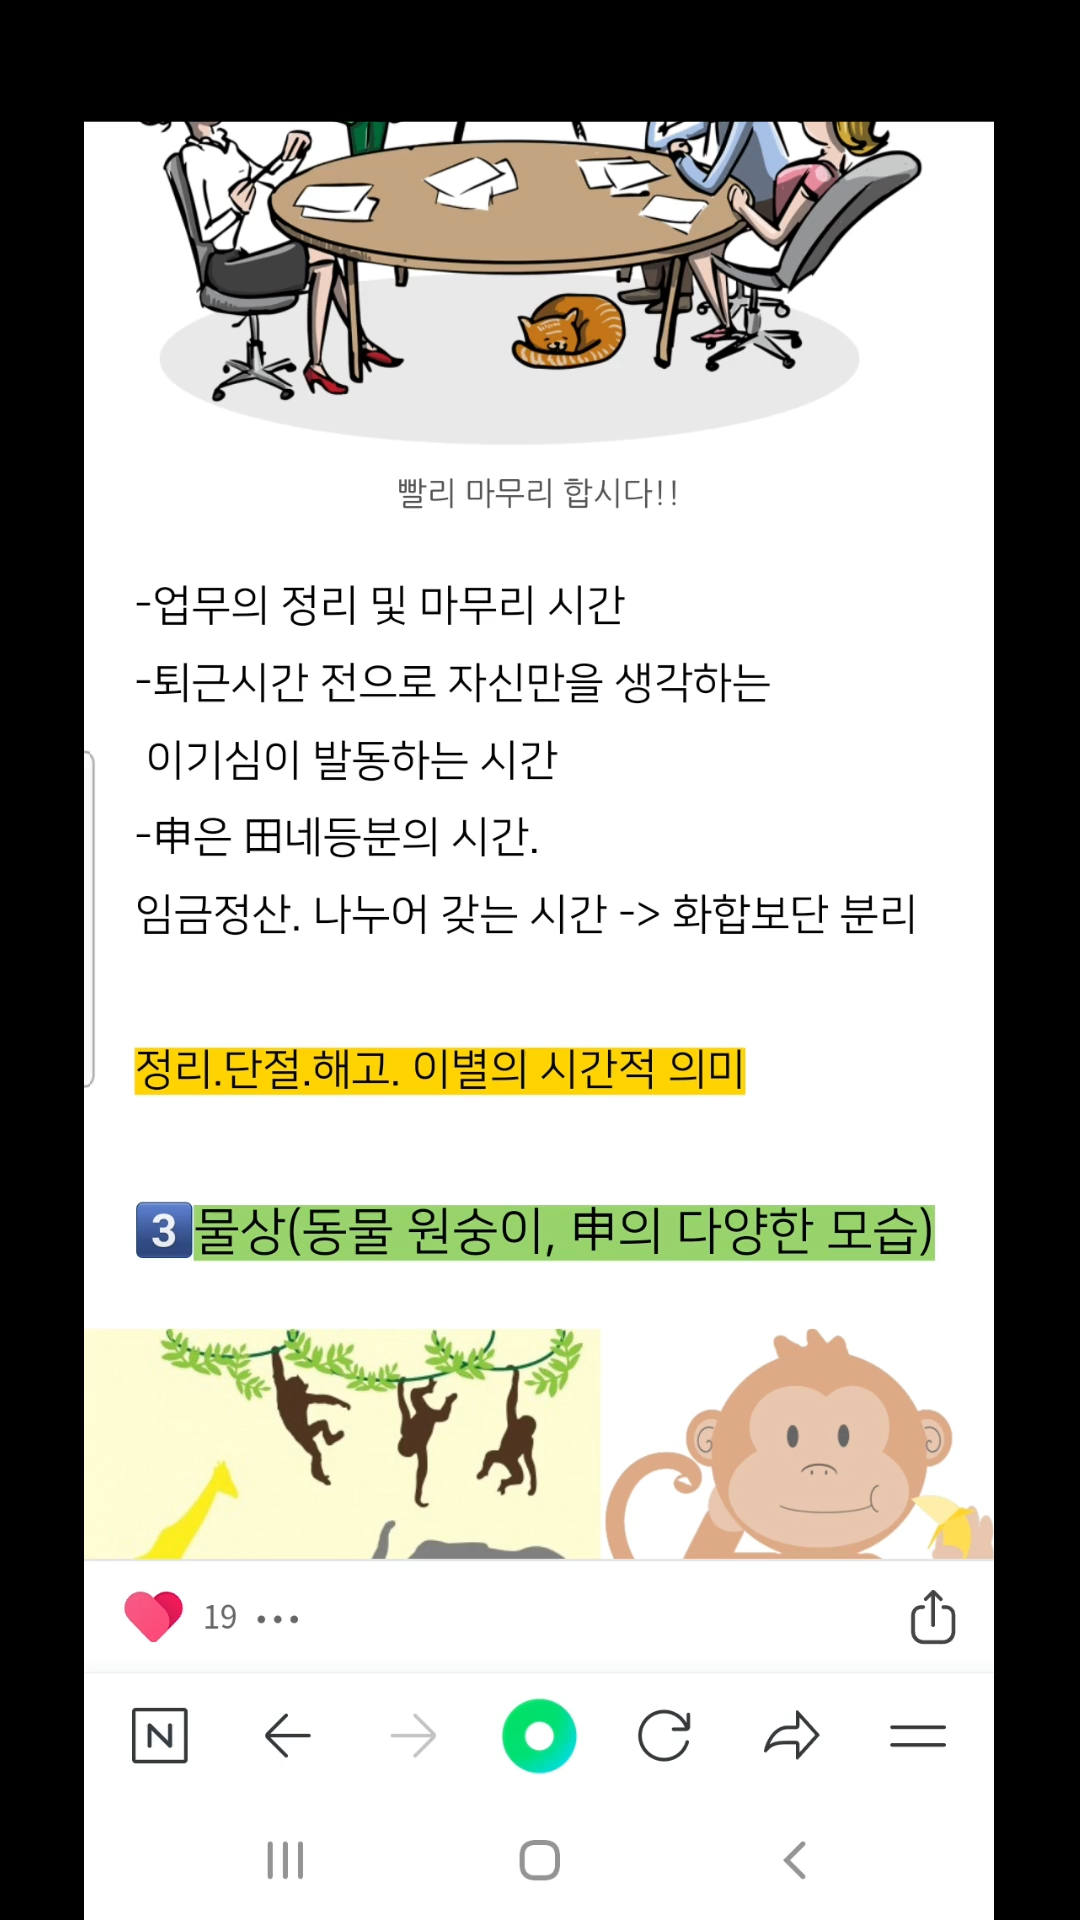 빨리 마무리 합시다!!
-업무의 정리 및 마무리 시간
-퇴근시간 전으로 자신만을 생각하는
이기심이 발동하는 시간
-申은 田네등분의 시간.
임금정산. 나누어 갖는 시간 -> 화합보단 분리
정리.단절.해고. 이별의 시간적 의미
3물상(동물 원숭이, 申의 다양한 모습)
19
N